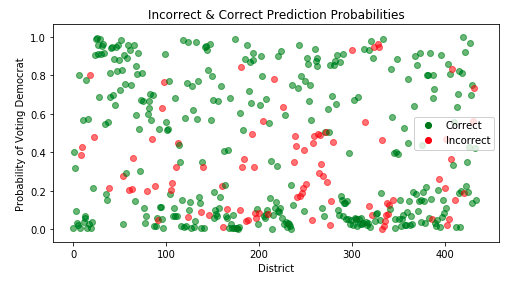 Incorrect & Correct Prediction Probabilities
Probability of Voting Democrat
1.0
0.8
0.6
0.4
0.2
0.0
Correct
Incorrect
0
100
200
300
400
District